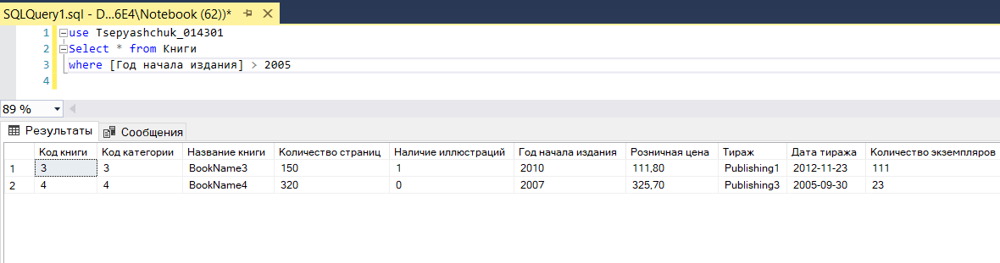 SQLQuery1.sql - D...6E4\Notebook (62))*
1 use Tsepyashchuk_014301
2 Select * from Книги
3 where [Год начала издания] > 2005
4
89 %
Результаты Сообщения
Код книги Код категории Название книги Количество страниц Наличие иллюстраций Год начала издания Розничная цена Тираж Дата тиража Количество экземпляров
1 3 3 BookName3 150 1 2010 111,80 Publishing1 2012-11-23 111
2 4 4 BookName4 320 0 2007 325,70 Publishing3 2005-09-30 23